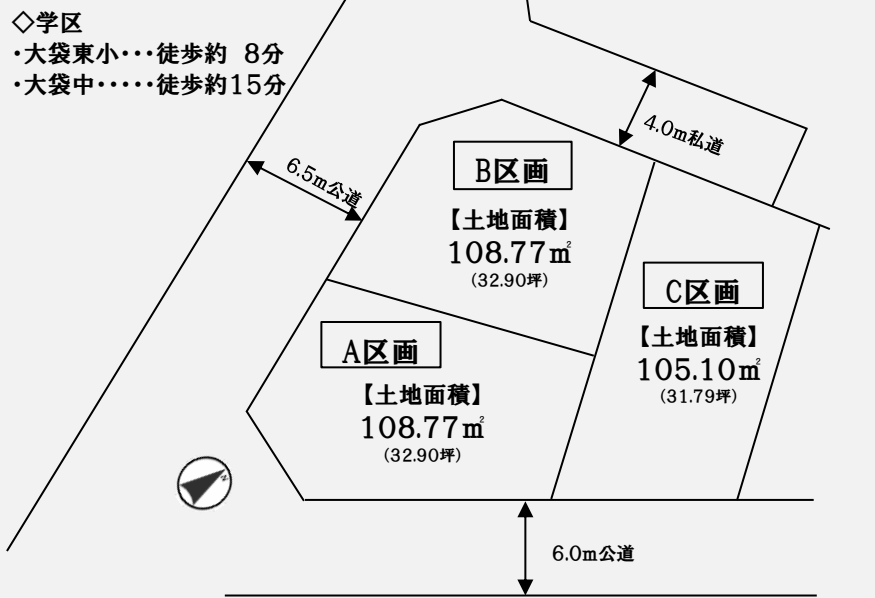 ◇学区
・大袋東小・・・徒歩約 8分
・大袋中・・・・・徒歩約15分
4.0m私道
6.5m公道
B区画
【土地面積】
108.77㎡
(32.90坪)
C区画
【土地面積】
105.10㎡
(31.79坪)
A区画
【土地面積】
108.77㎡
(32.90坪)
N
6.0m公道